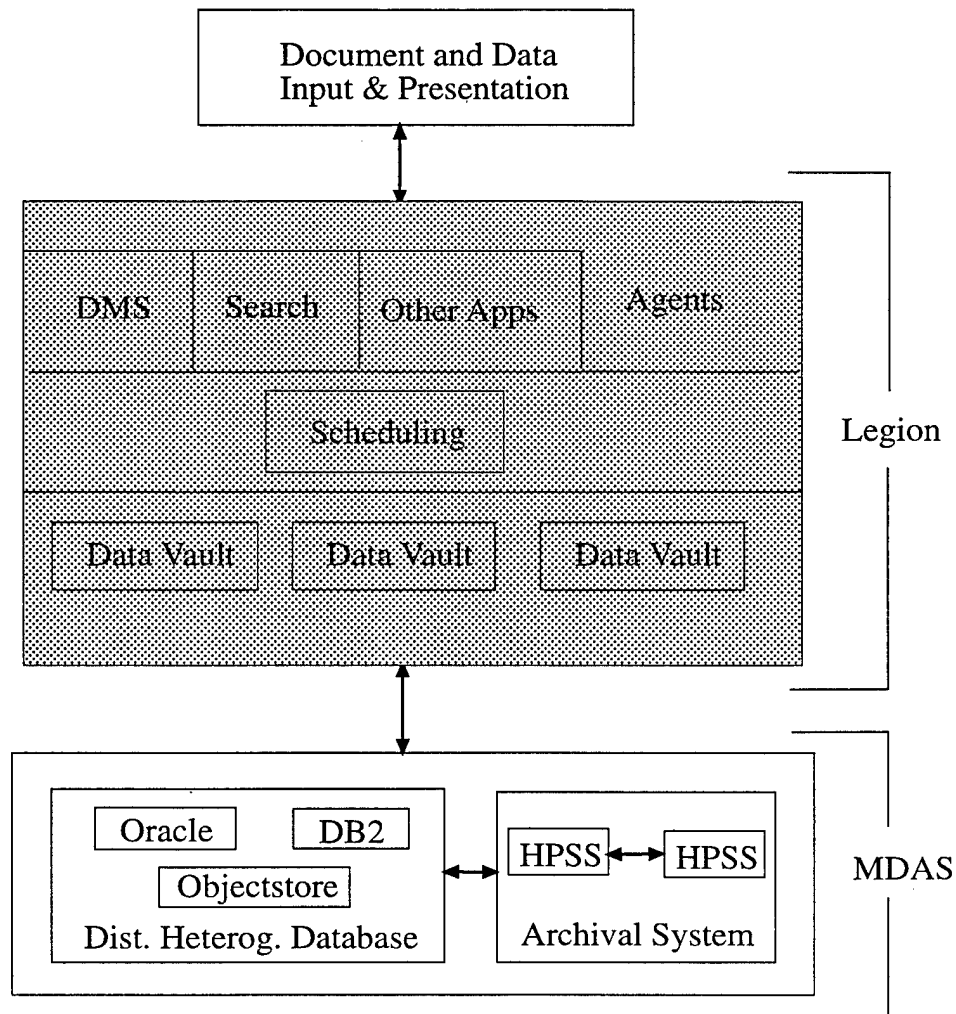 Document and Data
Input & Presentation
DMS
Search
Other Apps
Agents
Scheduling
Legion
Data Vault
Data Vault
Data Vault
Oracle
DB2
Objectstore
Dist. Heterog. Database
HPSS
HPSS
Archival System
MDAS